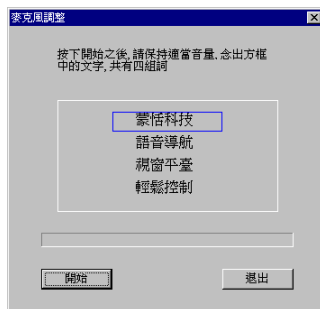 麥克風調整
按下開始之後,請保持適當音量.念出方框
中的文字,共有四組詞
蒙恬科技
語音導航
視窗平臺
輕鬆控制
開始
退出